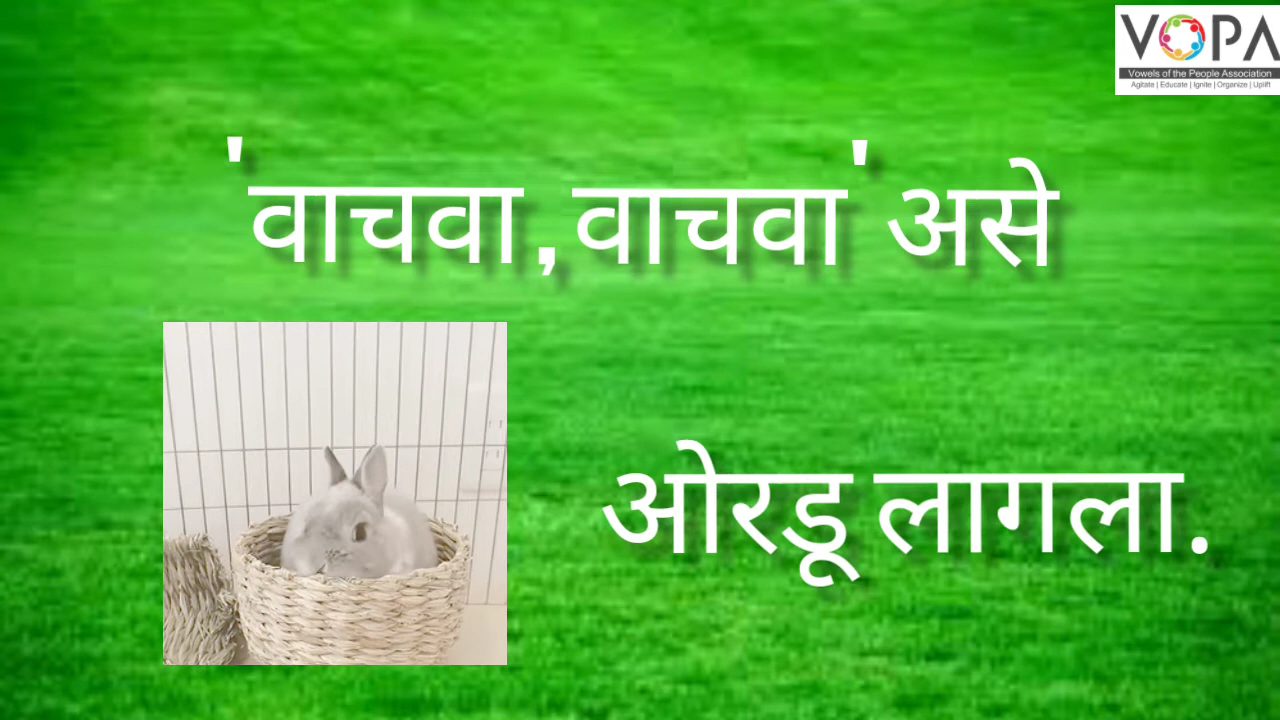 VOPA
Vowels of the People Association
Agitate | Educate | Ignite | Organize | Uplift
'वाचवा,वाचवा' असे
ओरडू लागला.